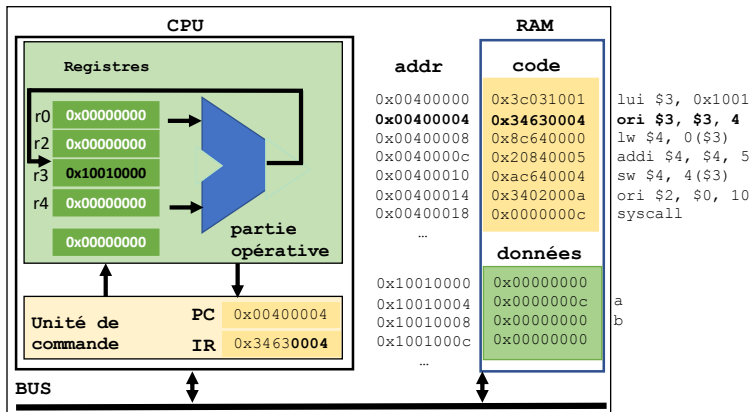 CPU
RAM
Registres
addr
code
r0 0x00000000
r2 0x00000000
r3 0x10010000
r4 0x00000000
0x00000000
partie
opérative
0x00400000 0x3c031001 lui $3, 0x1001
0x00400004 0x34630004 ori $3, $3, 4
0x00400008 0x8c640000 lw $4, 0($3)
0x0040000c 0x20840005 addi $4, $4, 5
0x00400010 0xac640004 sw $4, 4($3)
0x00400014 0x3402000a ori $2, $0, 10
0x00400018 0x0000000c syscall
…
données
0x10010000 0x00000000
0x10010004 0x0000000c a
0x10010008 0x00000000 b
0x1001000c 0x00000000
…
Unité de
commande
PC 0x00400004
IR 0x34630004
BUS